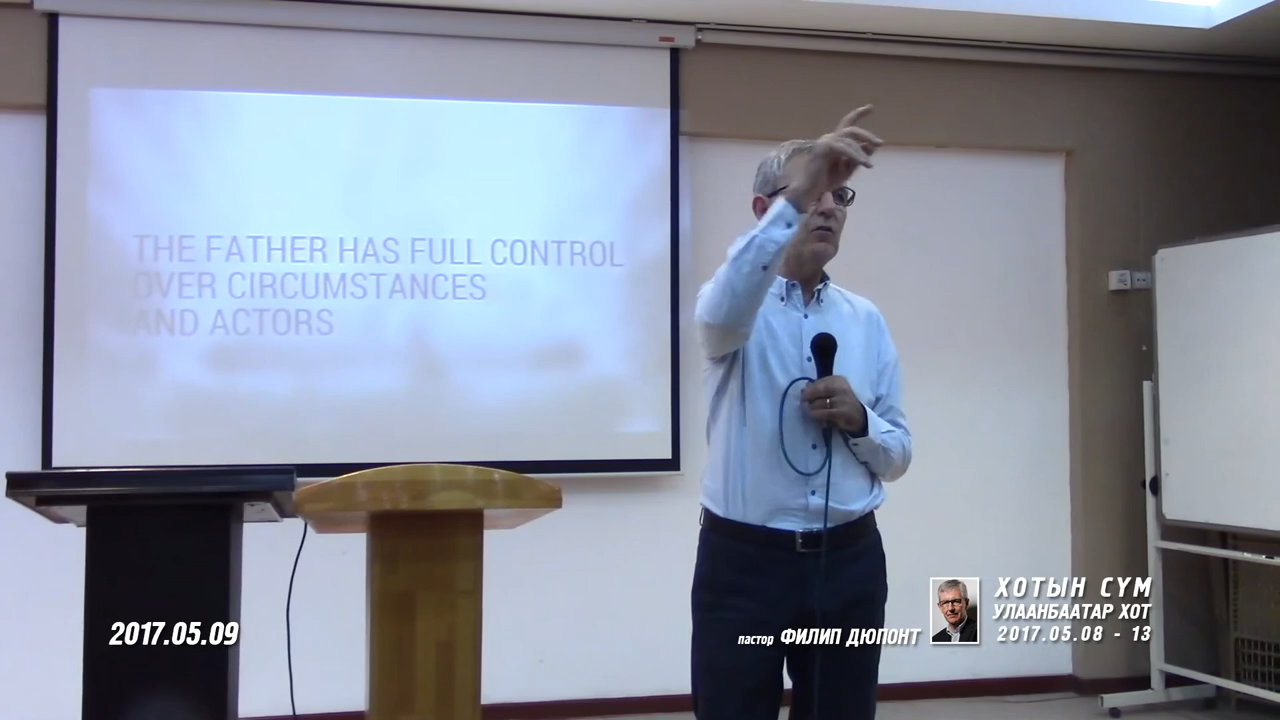 THE FATHER HAS FULL CONTROL
OVER CIRCUMSTANCES
AND ACTORS
2017.05.09
пастор ФИЛИП ДЮПОНТ
ХОТЫН СҮМ
УЛААНБААТАР ХОТ
2017.05.08 - 13